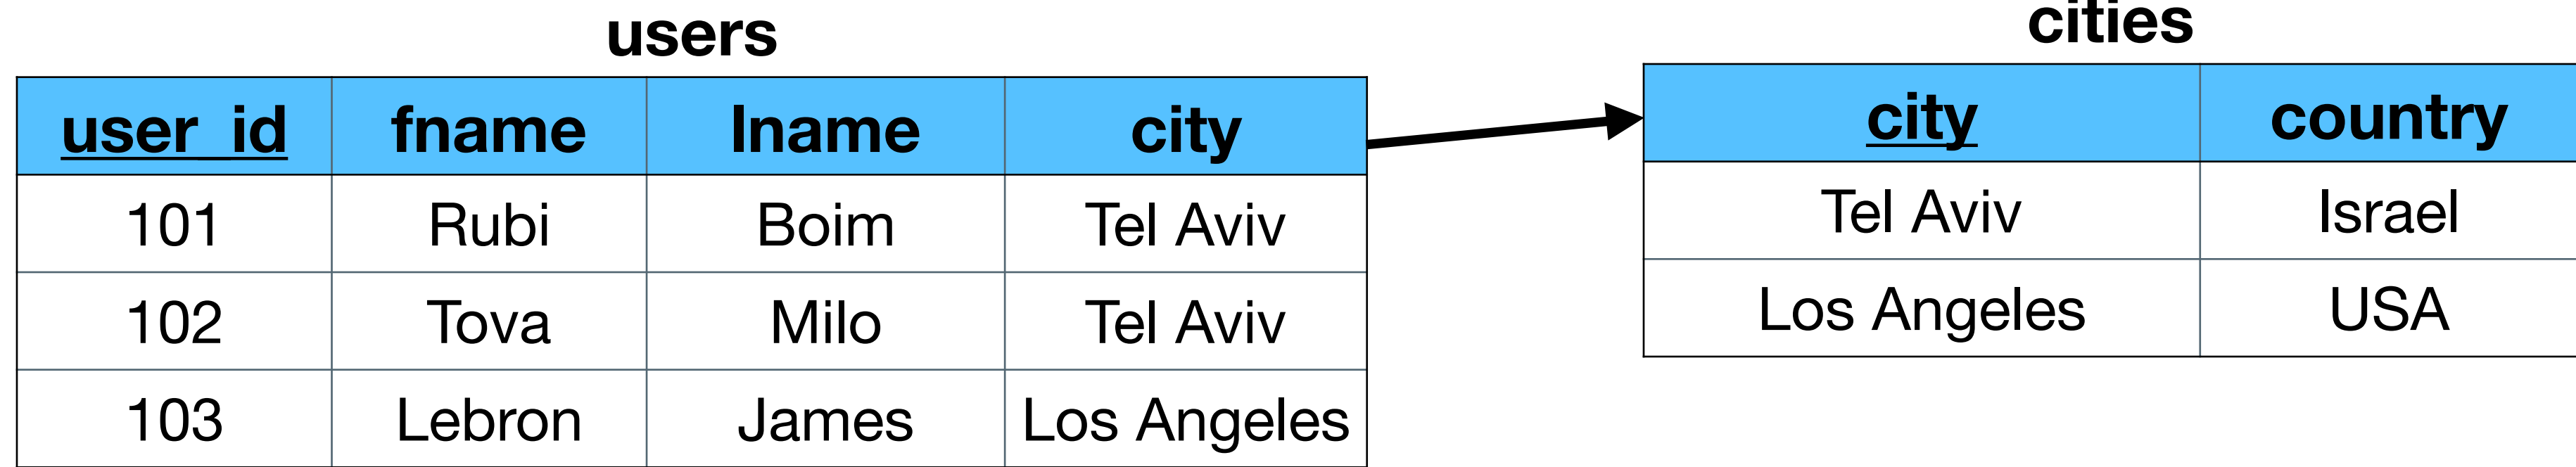 users
user_id fname lname city
101 Rubi Boim Tel Aviv
102 Tova Milo Tel Aviv
103 Lebron James Los Angeles
cities
city country
Tel Aviv Israel
Los Angeles USA